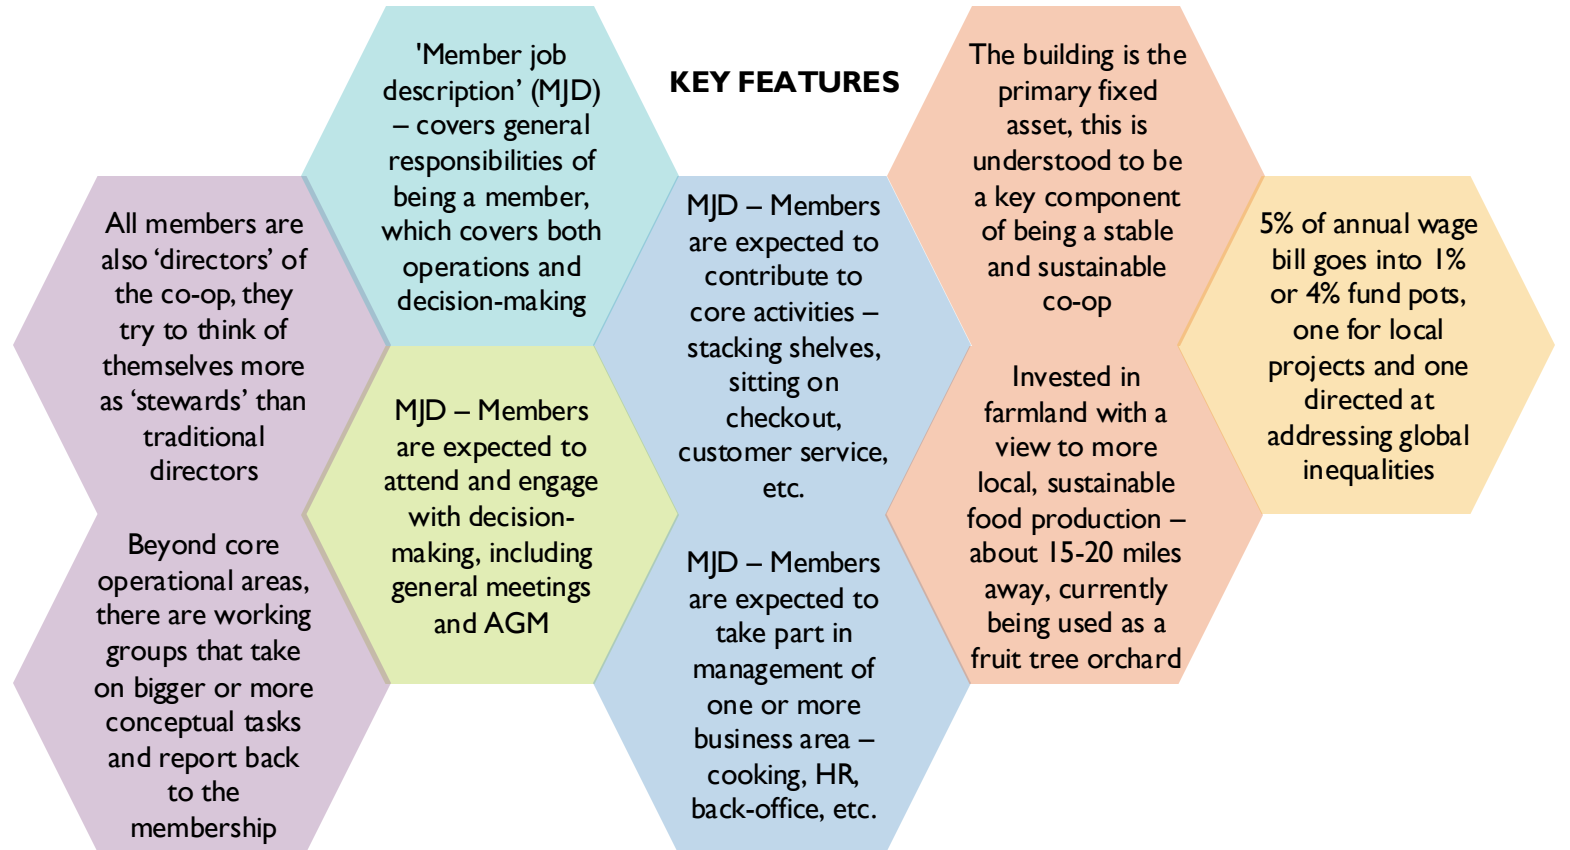 KEY FEATURES
All members are
also ‘directors’ of
the co-op, they
try to think of
themselves more
as ‘stewards’ than
traditional
directors
Beyond core
operational areas,
there are working
groups that take
on bigger or more
conceptual tasks
and report back
to the
membership
'Member job
description’ (MJD)
– covers general
responsibilities of
being a member,
which covers both
operations and
decision-making
MJD – Members
are expected to
attend and engage
with decision-
making, including
general meetings
and AGM
MJD – Members
are expected to
contribute to
core activities –
stacking shelves,
sitting on
checkout,
customer service,
etc.
MJD – Members
are expected to
take part in
management of
one or more
business area –
cooking, HR,
back-office, etc.
The building is the
primary fixed
asset, this is
understood to be
a key component
of being a stable
and sustainable
co-op
Invested in
farmland with a
view to more
local, sustainable
food production –
about 15-20 miles
away, currently
being used as a
fruit tree orchard
5% of annual wage
bill goes into 1%
or 4% fund pots,
one for local
projects and one
directed at
addressing global
inequalities